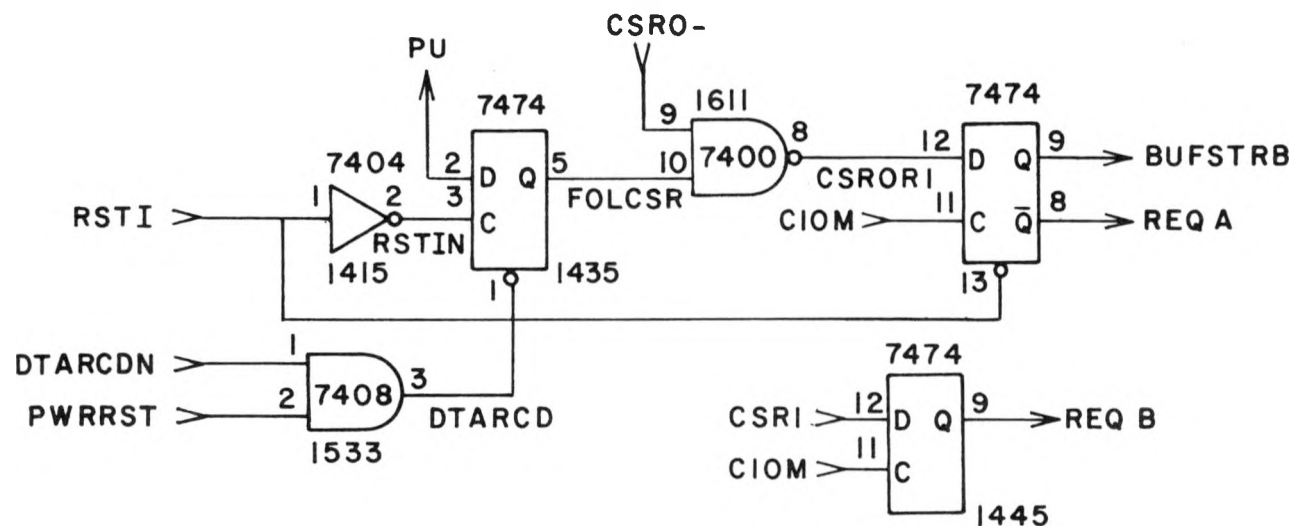 CSRO-
PU
7474
1611
7474
9
8
7404
2
5
10
7400
12
D
Q
9
BUFSTRB
D
Q
1
2
3
FOLCSR
CSRORI
RSTI
C
CIOM
11
C
Q̅
8
REQ A
RSTIN
1415
1
1435
13
DTARCDN
1
7408
3
7474
PWRRST
2
DTARCD
CSRI
12
D
Q
9
REQ B
1533
CIOM
11
C
1445